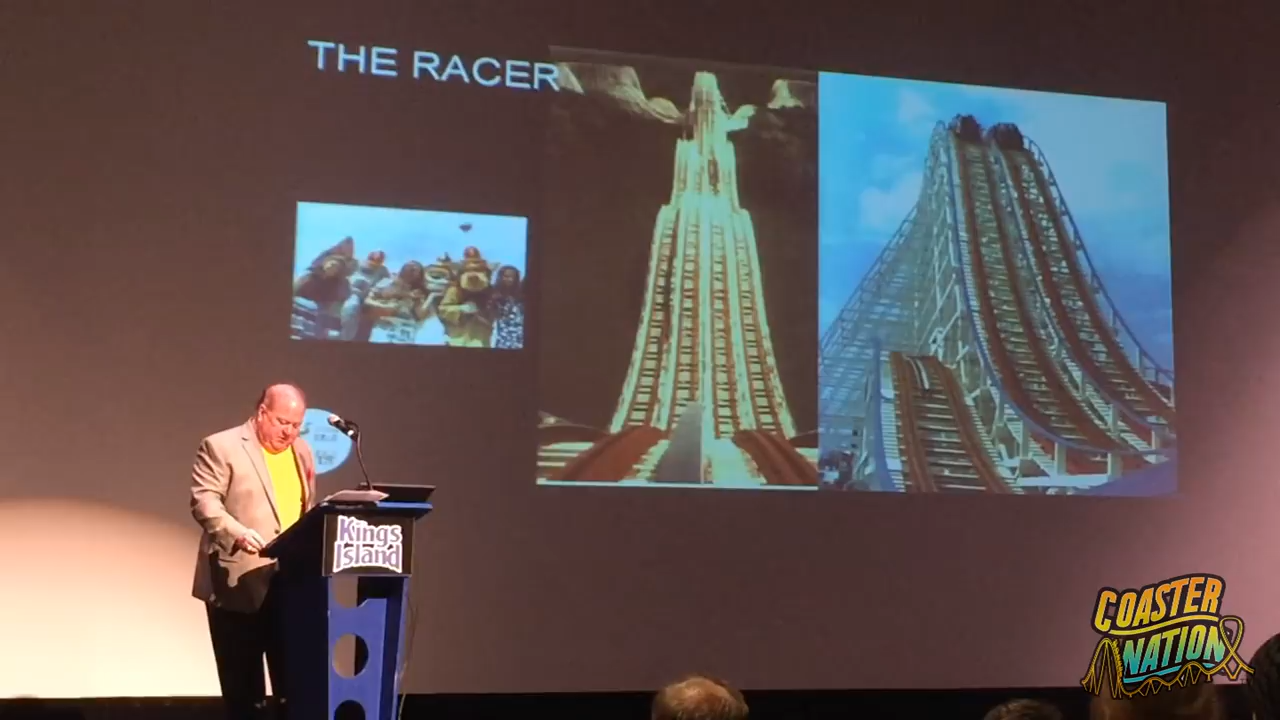 THE RACER
Kings
Island
COASTER
NATION